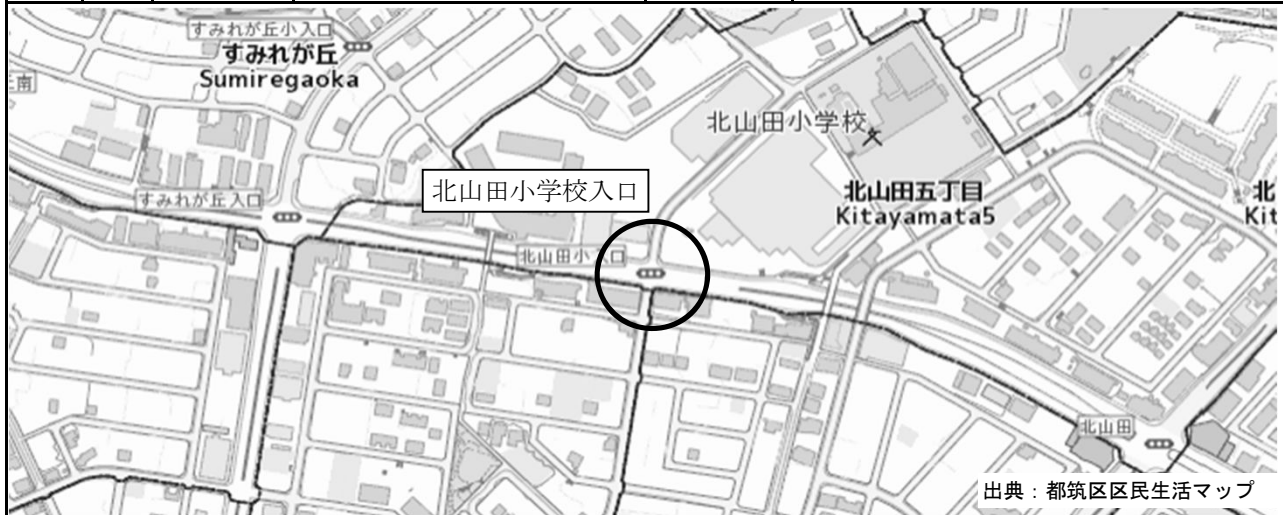 すみれが丘小入口
すみれが丘
Sumiregaoka
三南
北山田小学校
北山田小学校入口
すみれが丘入口
北山田五丁目
Kitayamata5
北
Kit
北山田小入口
北山田
出典：都筑区区民生活マップ